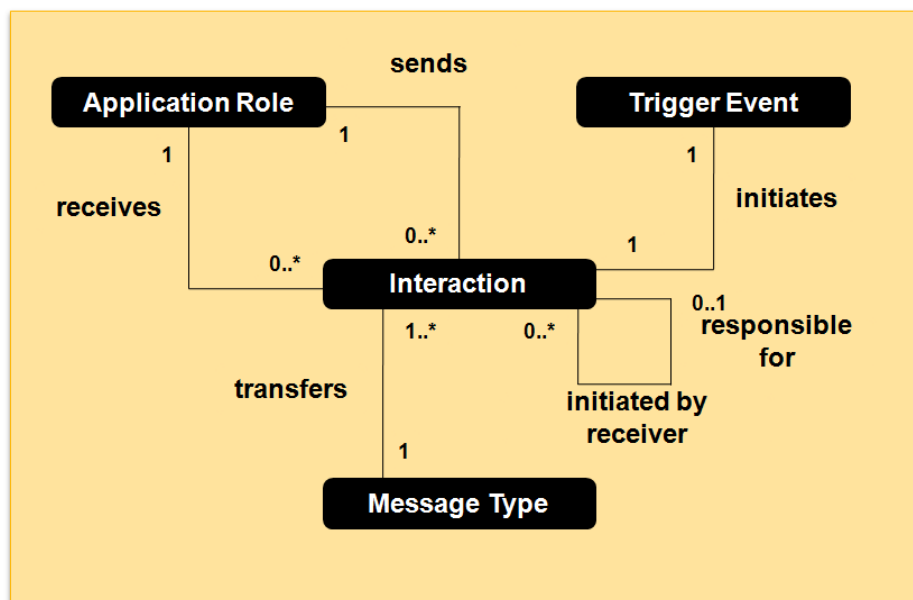 sends
Application Role
Trigger Event
1
1
1
receives
initiates
0..*
0..*
1
Interaction
0..1
1..*
0..*
responsible
for
transfers
initiated by
receiver
1
Message Type